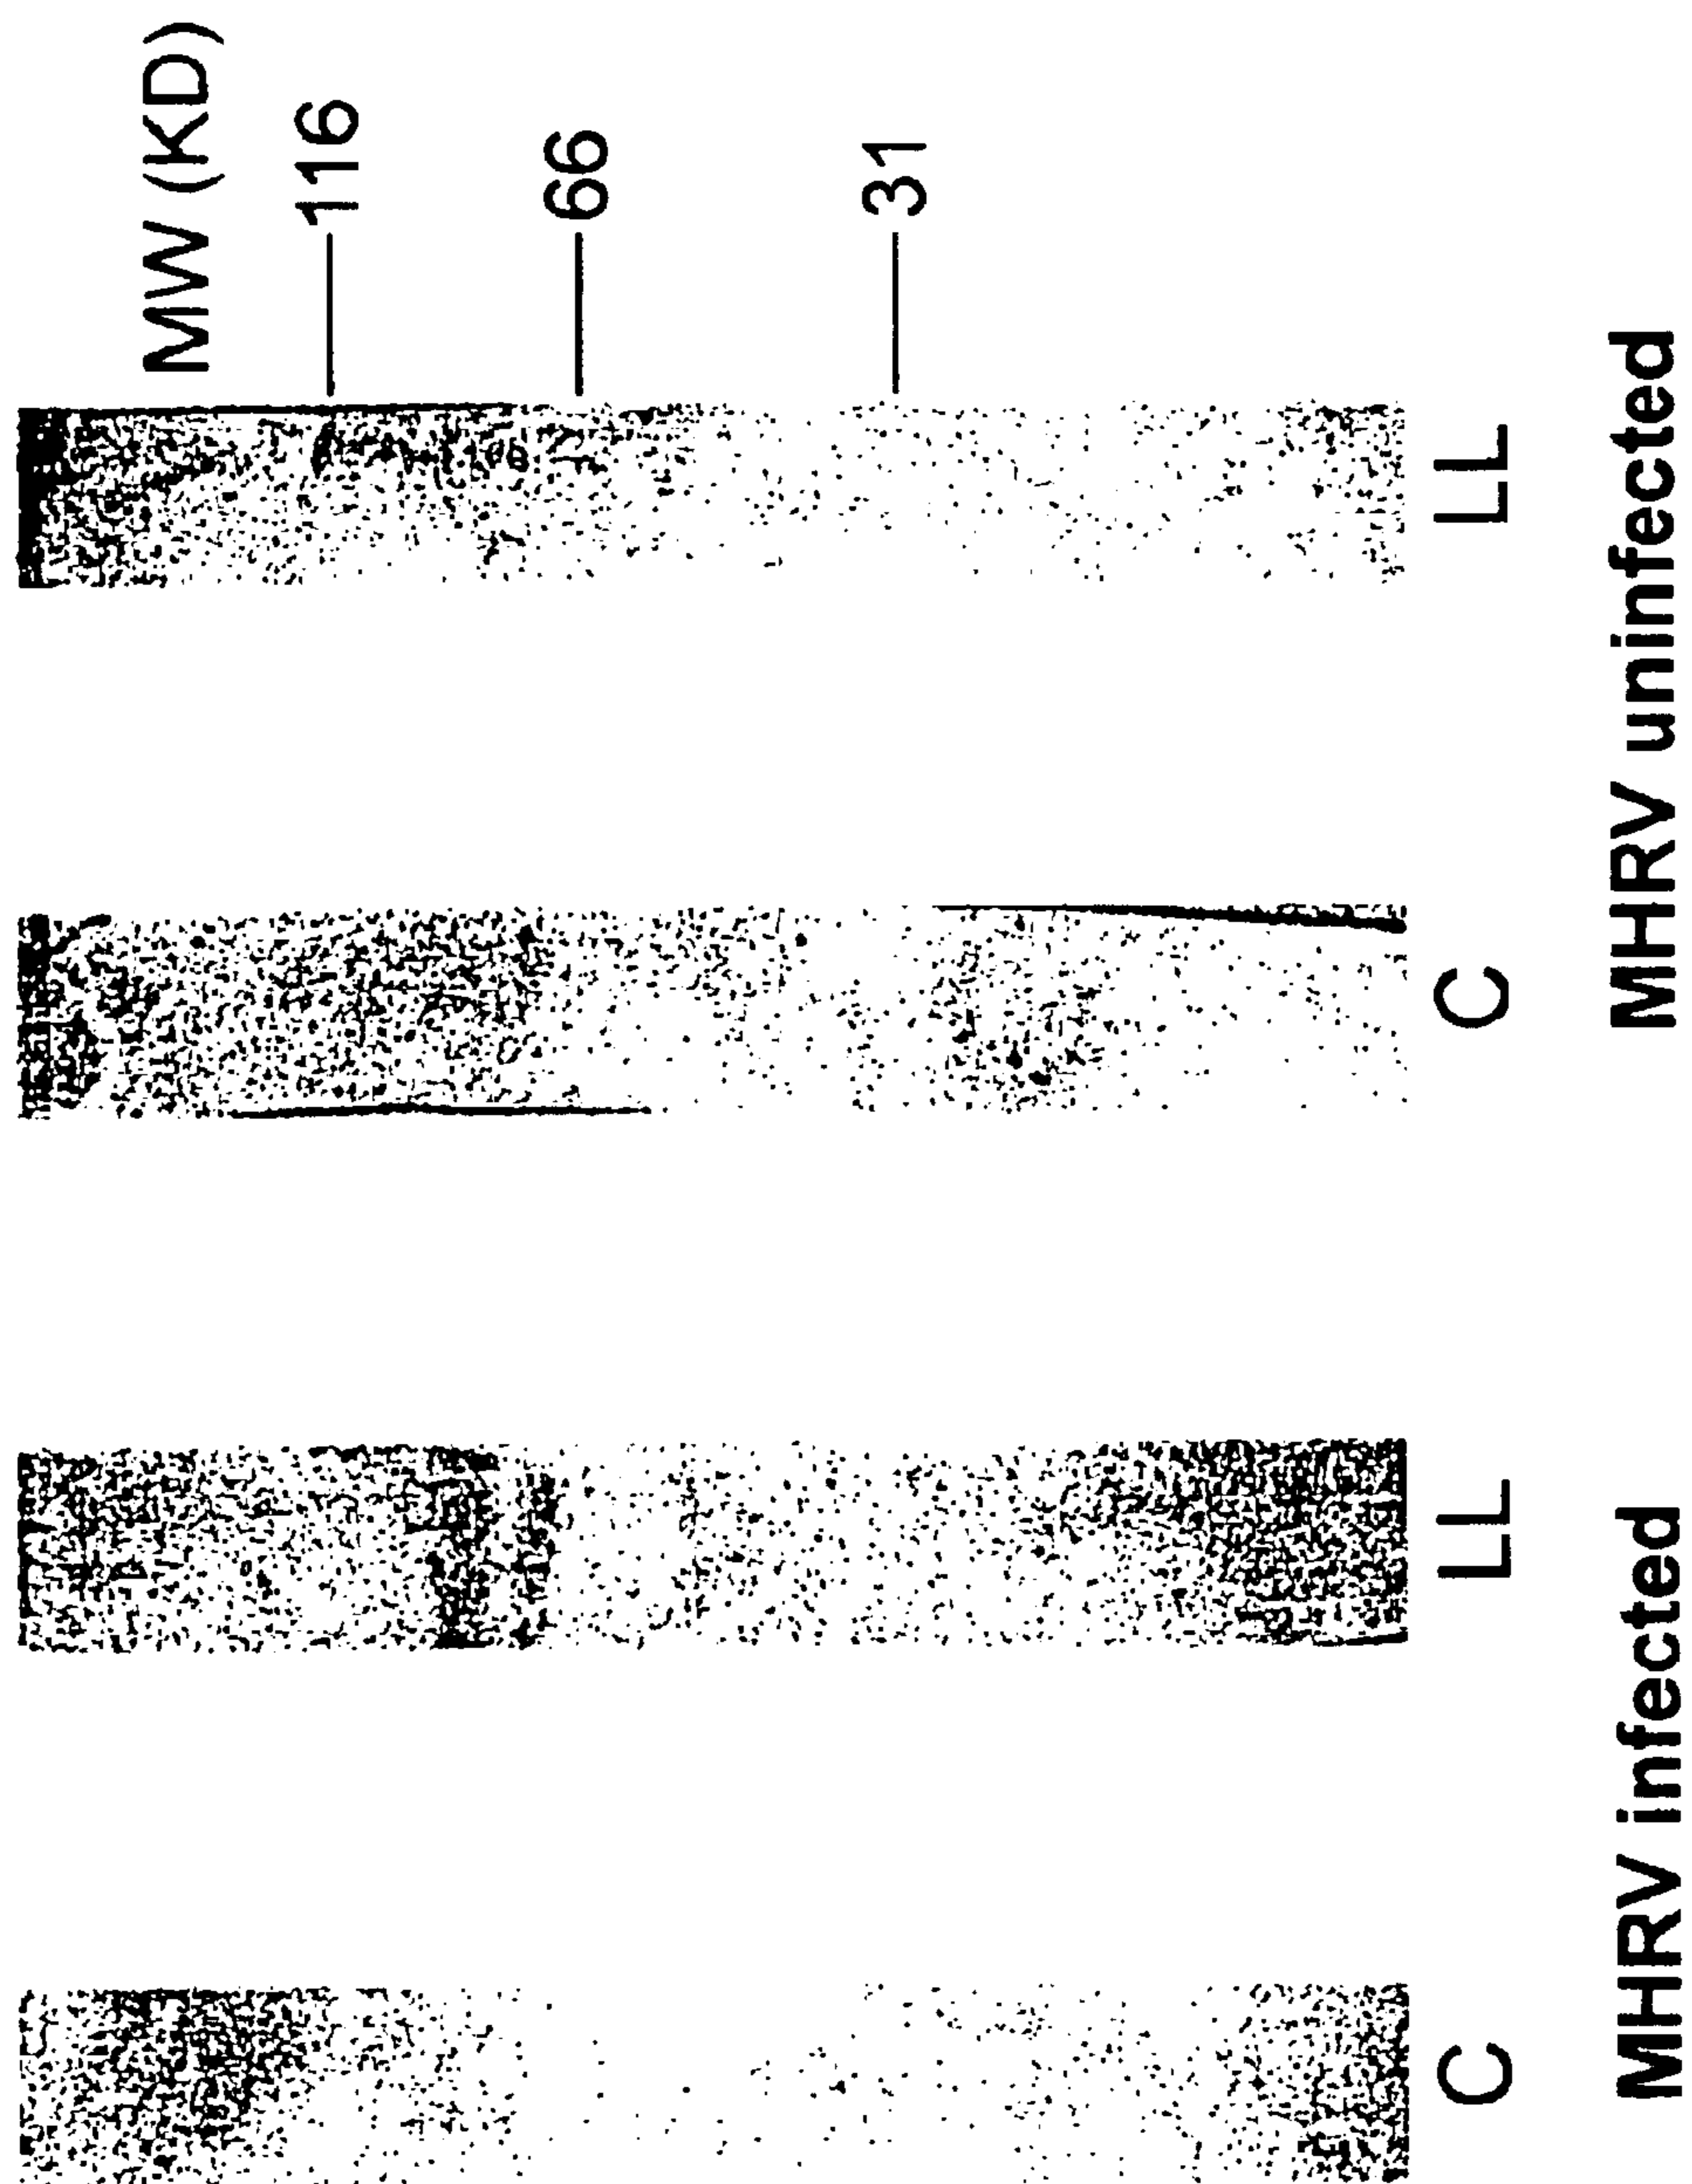 MW (KD)
116
66
31
C
LL
C
LL
MHRV infected
MHRV uninfected